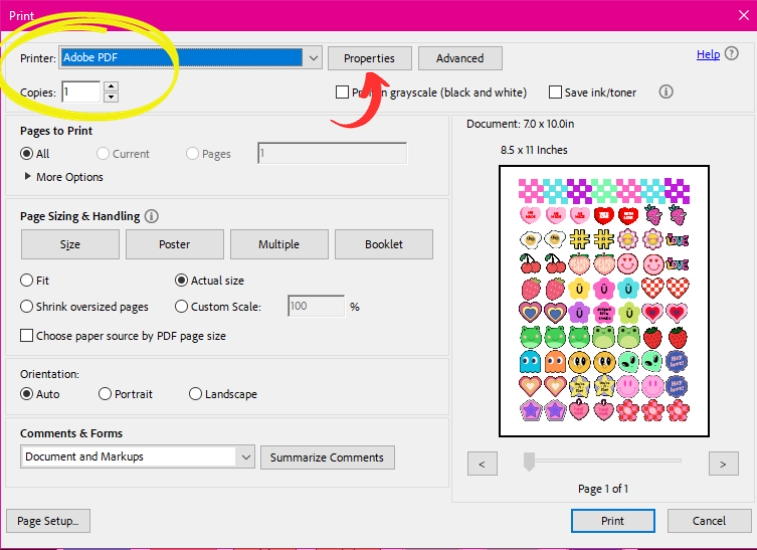 Print
Printer: Adobe PDF Properties Advanced Help
Copies: 1 Print in grayscale (black and white) Save ink/toner
Pages to Print
All Current Pages 1
More Options
Page Sizing & Handling
Size Poster Multiple Booklet
Fit Actual size
Shrink oversized pages Custom Scale: 100 %
Choose paper source by PDF page size
Orientation:
Auto Portrait Landscape
Comments & Forms
Document and Markups Summarize Comments
Document: 7.0 x 10.0in
8.5 x 11 Inches
< >
Page 1 of 1
Page Setup... Print Cancel